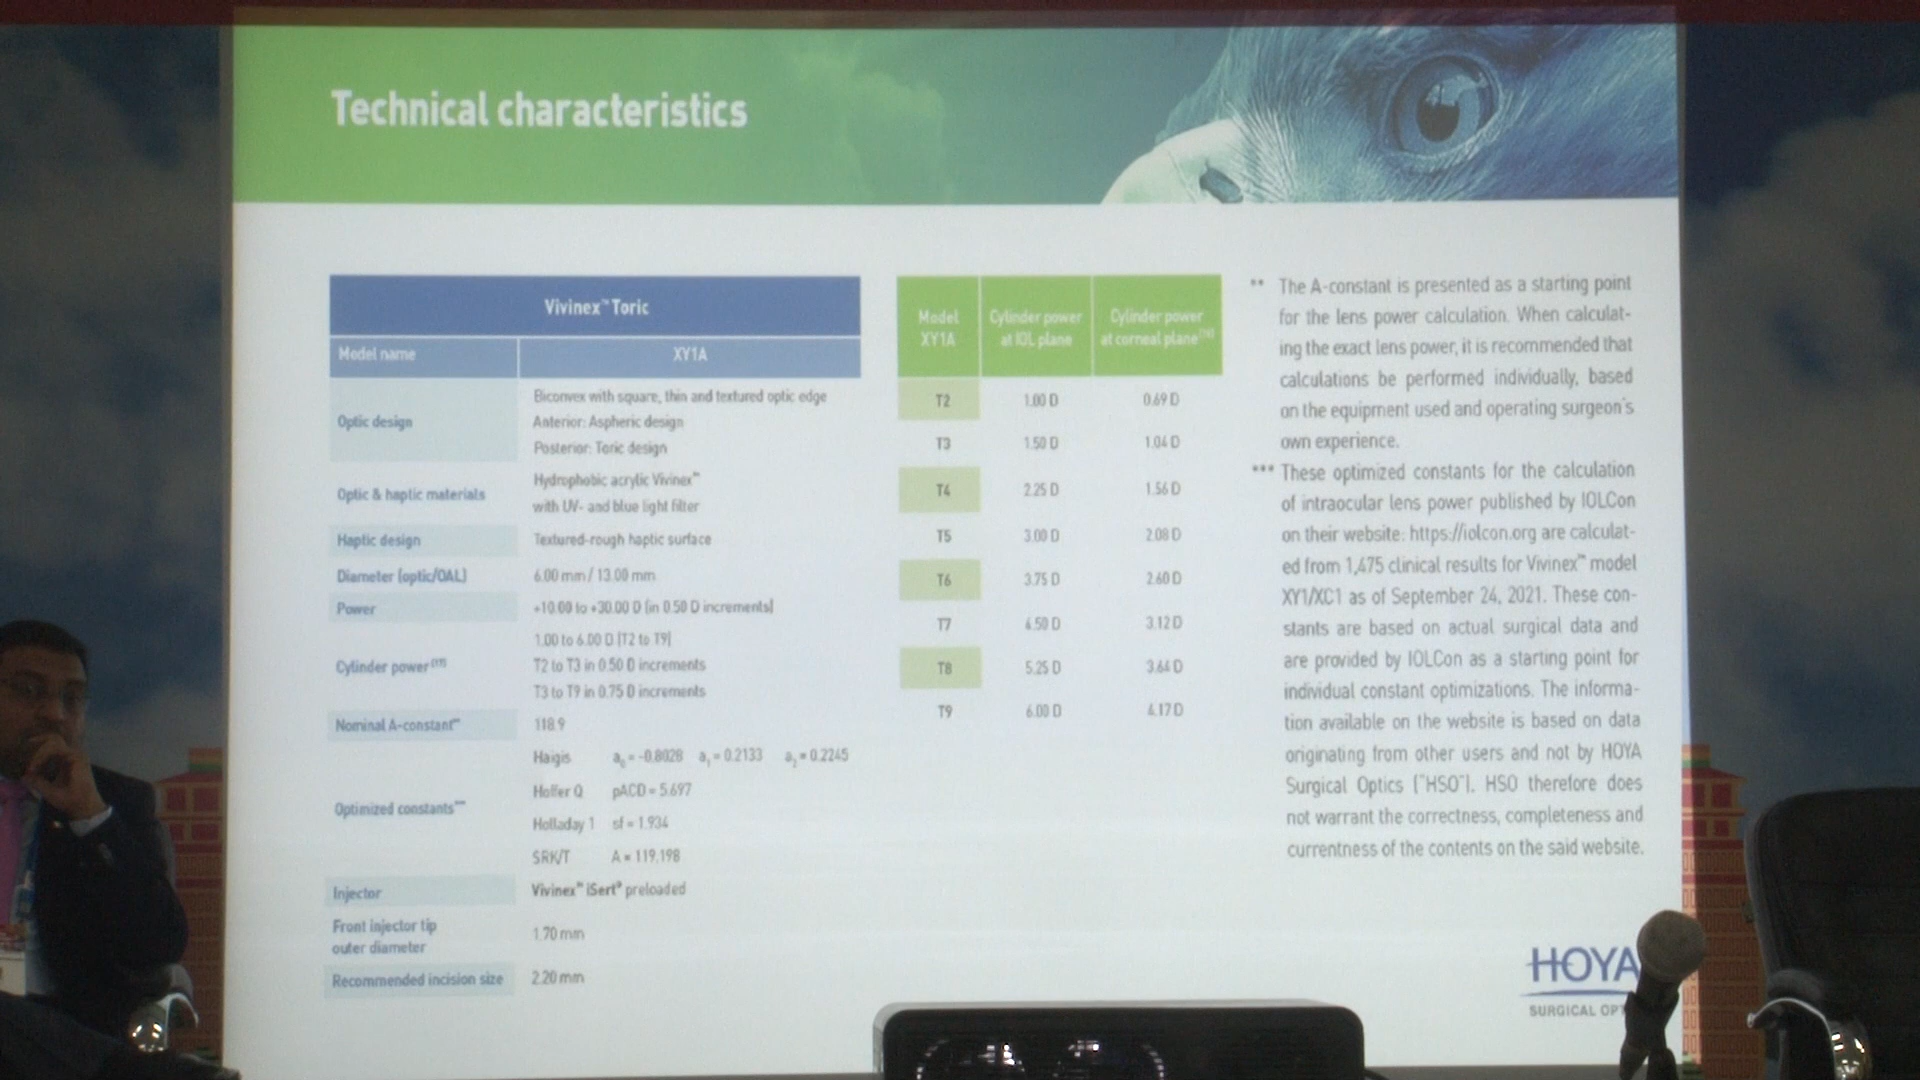 Technical characteristics
Vivinex™ Toric
Model name XY1A
Optic design
Biconvex with square, thin and textured optic edge
Anterior: Aspheric design
Posterior: Toric design
Optic & haptic materials
Hydrophobic acrylic Vivinex™
with UV- and blue light filter
Haptic design Textured-rough haptic surface
Diameter (optic/OAL) 6.00 mm / 13.00 mm
Power +10.00 to +30.00 D (in 0.50 D increments)
Cylinder power
1.00 to 6.00 D (T2 to T9)
T2 to T3 in 0.50 D increments
T3 to T9 in 0.75 D increments
Nominal A-constant** 118.9
Optimized constants***
Haigis a₀ = -0.8028 a₁ = 0.2133 a₂ = 0.2245
Hoffer Q pACD = 5.697
Holladay 1 sf = 1.934
SRK/T A = 119.198
Injector Vivinex™ iSert® preloaded
Front injector tip
outer diameter
1.70 mm
Recommended incision size 2.20 mm
Model
XY1A
Cylinder power
at IOL plane
Cylinder power
at corneal plane
T2 1.00 D 0.69 D
T3 1.50 D 1.04 D
T4 2.25 D 1.56 D
T5 3.00 D 2.08 D
T6 3.75 D 2.60 D
T7 4.50 D 3.12 D
T8 5.25 D 3.64 D
T9 6.00 D 4.17 D
** The A-constant is presented as a starting point
for the lens power calculation. When calculat-
ing the exact lens power, it is recommended that
calculations be performed individually, based
on the equipment used and operating surgeon's
own experience.
*** These optimized constants for the calculation
of intraocular lens power published by IOLCon
on their website: https://iolcon.org are calculat-
ed from 1,475 clinical results for Vivinex™ model
XY1/XC1 as of September 24, 2021. These con-
stants are based on actual surgical data and
are provided by IOLCon as a starting point for
individual constant optimizations. The informa-
tion available on the website is based on data
originating from other users and not by HOYA
Surgical Optics ("HSO"). HSO therefore does
not warrant the correctness, completeness and
currentness of the contents on the said website.
HOYA
SURGICAL OPT